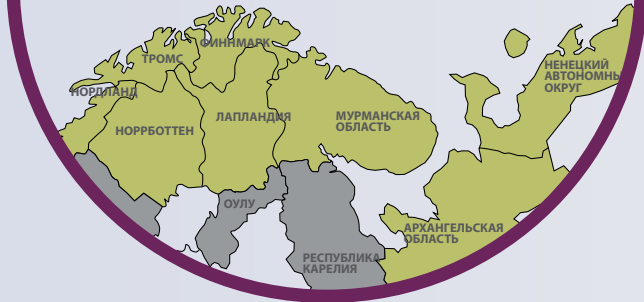 ФИННМАРК
ТРОМС
НЕНЕЦКИЙ
АВТОНОМНЫ
ОКРУГ
НОРДЛАНД
ЛАПЛАНДИЯ
МУРМАНСКАЯ
ОБЛАСТЬ
НОРРБОТТЕН
ОУЛУ
АРХАНГЕЛЬСКАЯ
ОБЛАСТЬ
РЕСПУБЛИКА
КАРЕЛИЯ